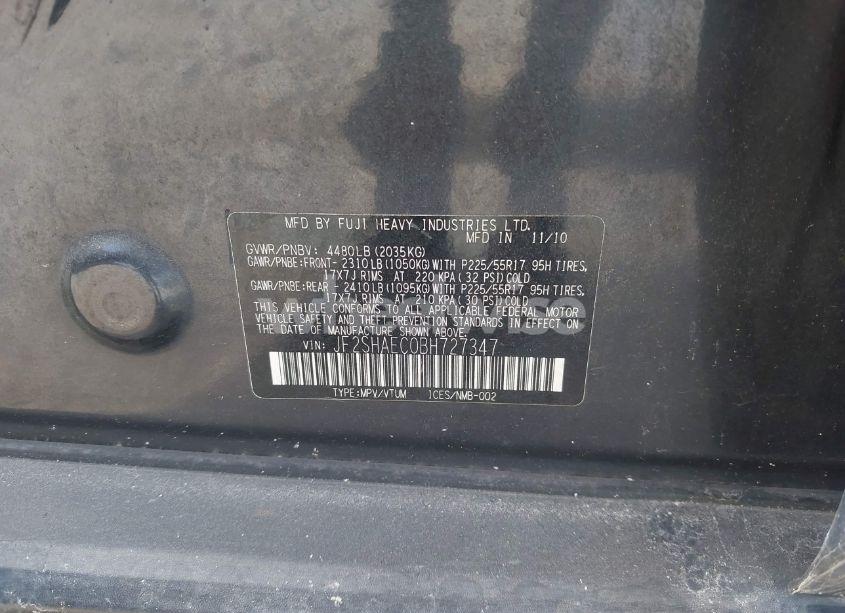 MFD BY FUJI HEAVY INDUSTRIES LTD.
MFD IN 11/10
GVWR/PNBV: 4480LB (2035KG)
GAWR/PNBE:FRONT- 2310LB(1050KG)WITH P225/55R17 95H TIRES,
17X7J RIMS AT 220 KPA( 32 PSI)COLD
GAWR/PNBE:REAR - 2410LB(1095KG)WITH P225/55R17 95H TIRES,
17X7J RIMS AT 210 KPA( 30 PSI)COLD
THIS VEHICLE CONFORMS TO ALL APPLICABLE FEDERAL MOTOR
VEHICLE SAFETY AND THEFT PREVENTION STANDARDS IN EFFECT ON
THE DATE OF MANUFACTURE SHOWN ABOVE.
VIN: JF2SHAEC0BH727347
TYPE:MPV/VTUM ICES/NMB-002